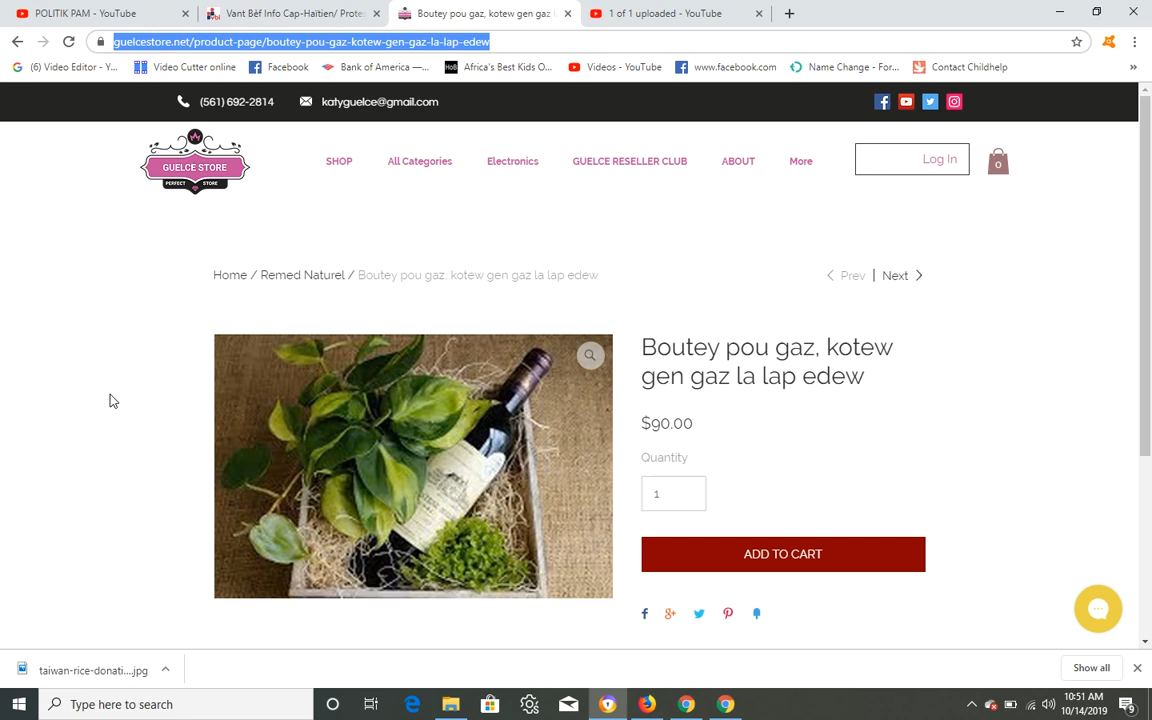 POLITIK PAM - YouTube
Vant Bèf Info Cap-Haïtien/ Protes
Boutey pou gaz, kotew gen gaz l
1 of 1 uploaded - YouTube
guelcestore.net/product-page/boutey-pou-gaz-kotew-gen-gaz-la-lap-edew
(6) Video Editor - Y...
Video Cutter online
Facebook
Bank of America —...
Africa's Best Kids O...
Videos - YouTube
www.facebook.com
Name Change - For...
Contact Childhelp
(561) 692-2814
katyguelce@gmail.com
GUELCE STORE
PERFECT STORE
SHOP
All Categories
Electronics
GUELCE RESELLER CLUB
ABOUT
More
Log In
0
Home / Remed Naturel / Boutey pou gaz, kotew gen gaz la lap edew.
Prev | Next
Boutey pou gaz, kotew
gen gaz la lap edew
$90.00
Quantity
1
ADD TO CART
taiwan-rice-donati....jpg
Show all
Type here to search
10:51 AM
10/14/2019
9